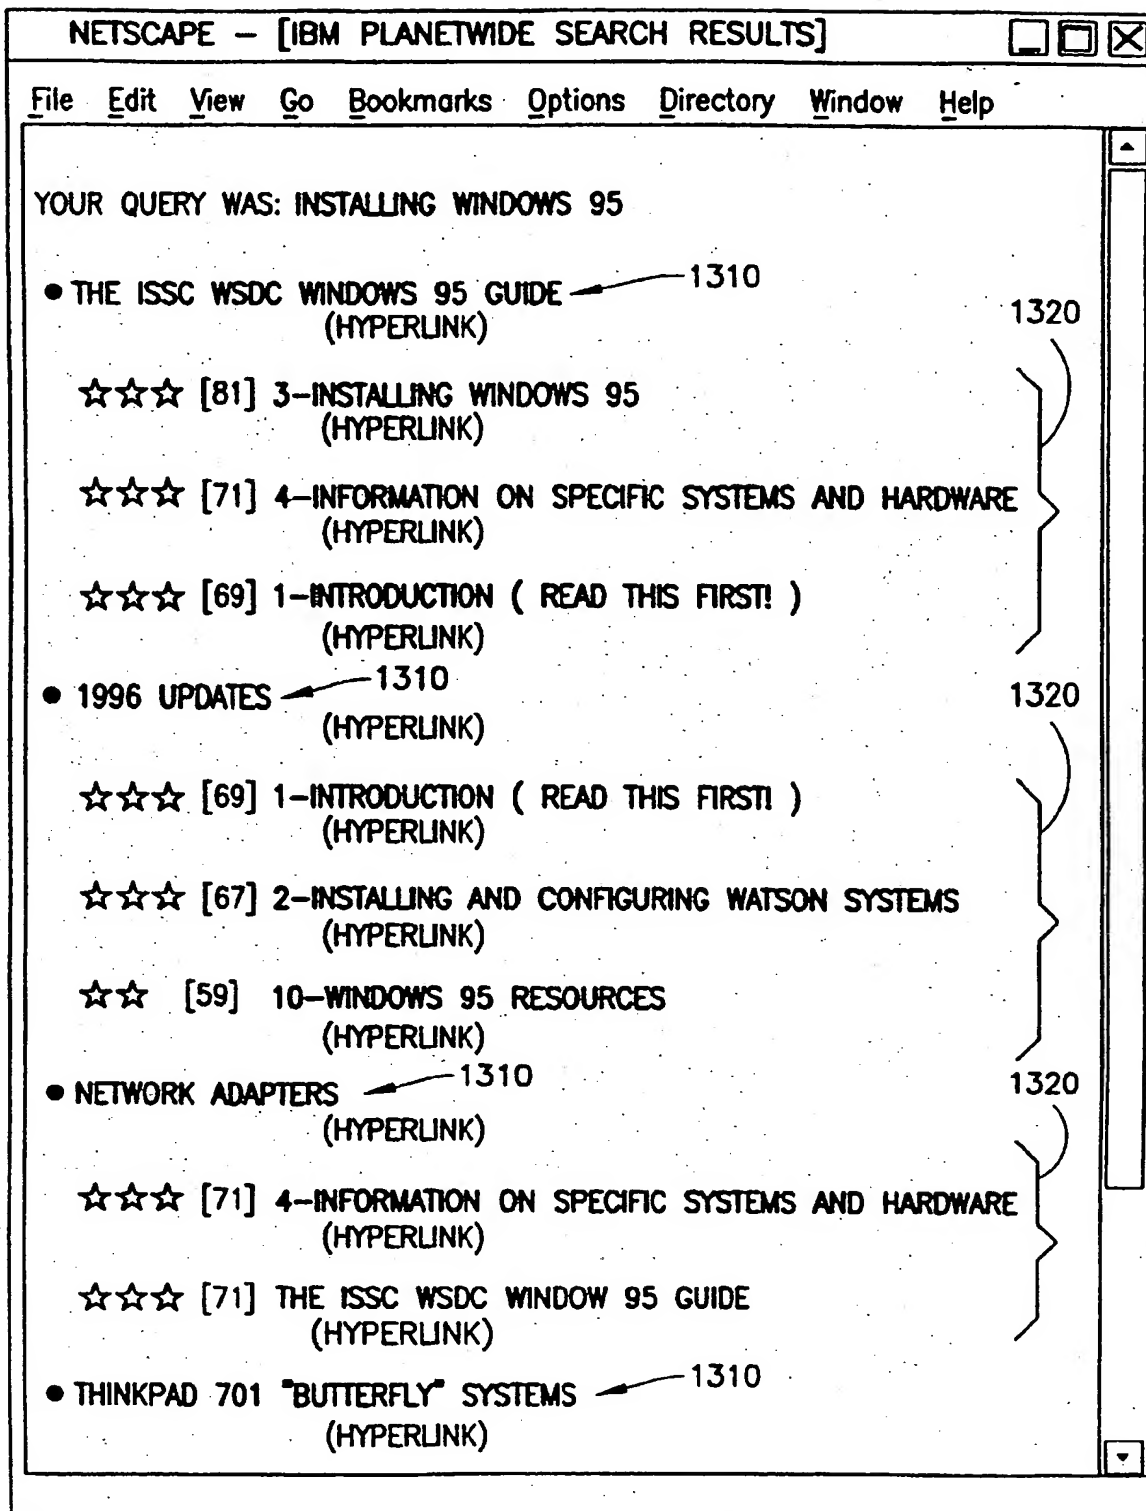 NETSCAPE – [IBM PLANETWIDE SEARCH RESULTS]
File Edit View Go Bookmarks Options Directory Window Help
YOUR QUERY WAS: INSTALLING WINDOWS 95
● THE ISSC WSDC WINDOWS 95 GUIDE 1310
(HYPERLINK)
1320
☆☆☆ [81] 3–INSTALLING WINDOWS 95
(HYPERLINK)
☆☆☆ [71] 4–INFORMATION ON SPECIFIC SYSTEMS AND HARDWARE
(HYPERLINK)
☆☆☆ [69] 1–INTRODUCTION ( READ THIS FIRST! )
(HYPERLINK)
● 1996 UPDATES 1310
1320
(HYPERLINK)
☆☆☆ [69] 1–INTRODUCTION ( READ THIS FIRST! )
(HYPERLINK)
☆☆☆ [67] 2–INSTALLING AND CONFIGURING WATSON SYSTEMS
(HYPERLINK)
☆☆ [59] 10–WINDOWS 95 RESOURCES
(HYPERLINK)
● NETWORK ADAPTERS 1310
1320
(HYPERLINK)
☆☆☆ [71] 4–INFORMATION ON SPECIFIC SYSTEMS AND HARDWARE
(HYPERLINK)
☆☆☆ [71] THE ISSC WSDC WINDOW 95 GUIDE
(HYPERLINK)
● THINKPAD 701 "BUTTERFLY" SYSTEMS 1310
(HYPERLINK)